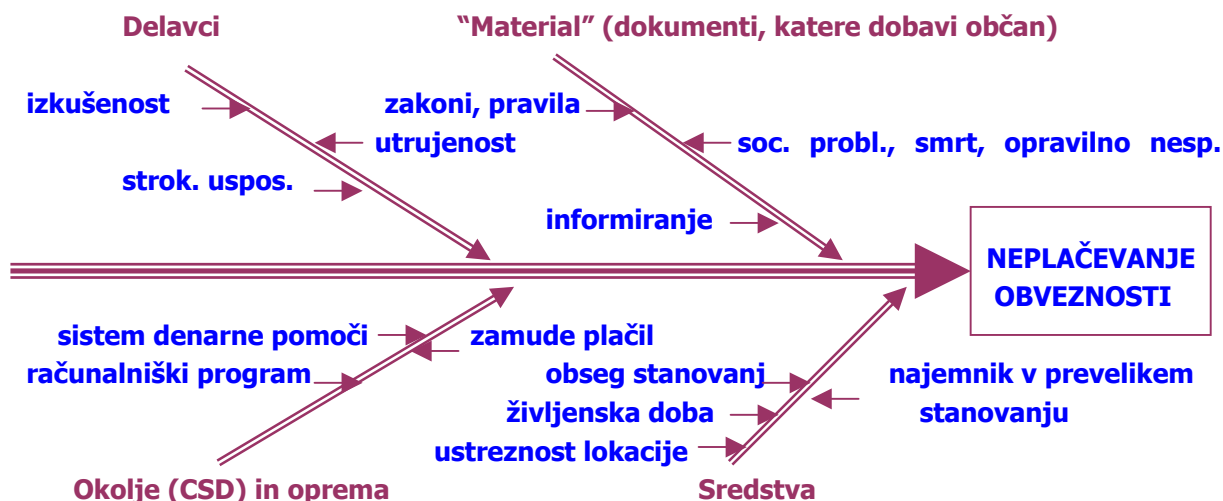 Delavci
“Material” (dokumenti, katere dobavi občan)
izkušenost
zakoni, pravila
utrujenost
soc. probl., smrt, opravilno nesp.
strok. uspos.
informiranje
NEPLAČEVANJE
OBVEZNOSTI
sistem denarne pomoči
zamude plačil
računalniški program
obseg stanovanj
najemnik v prevelikem
stanovanju
življenska doba
ustreznost lokacije
Okolje (CSD) in oprema
Sredstva